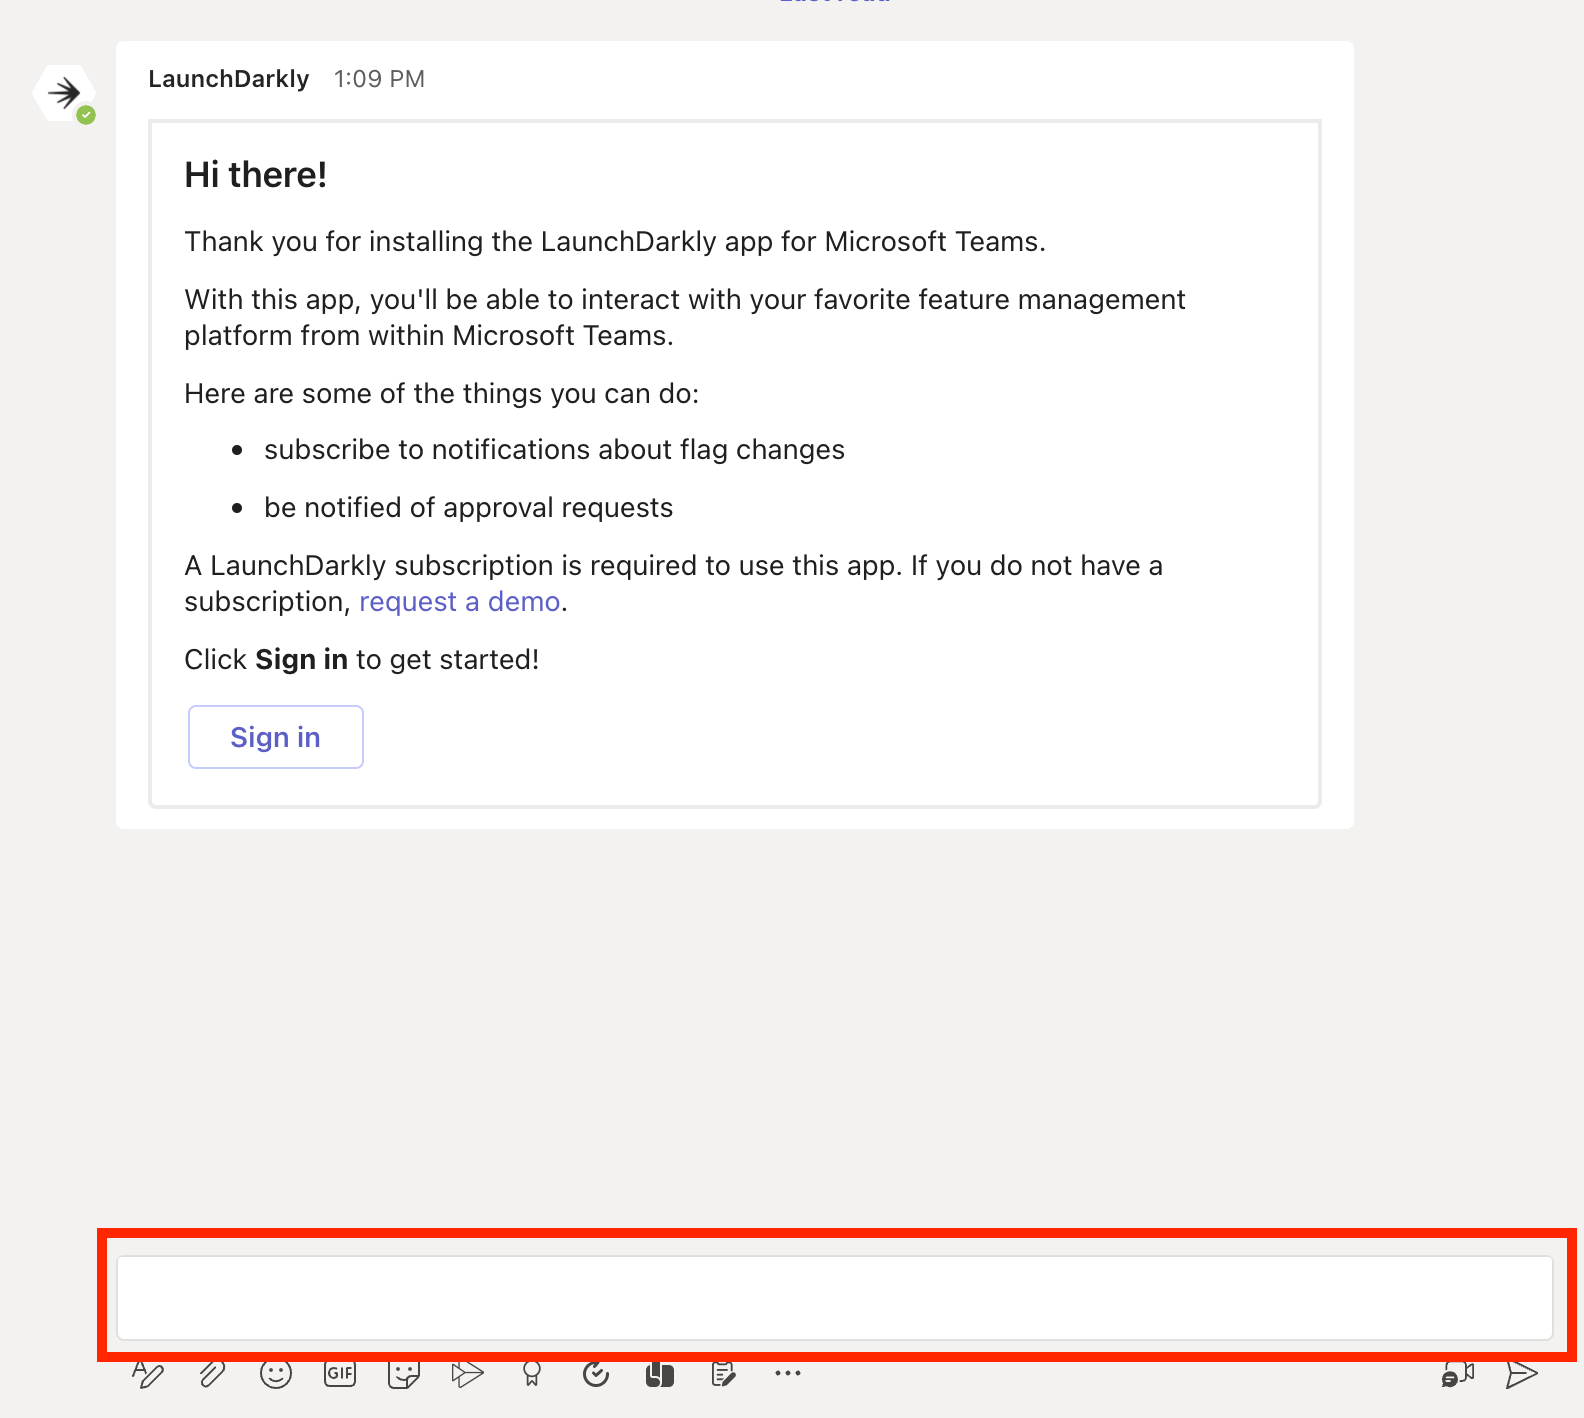 LaunchDarkly 1:09 PM
Hi there!
Thank you for installing the LaunchDarkly app for Microsoft Teams.
With this app, you'll be able to interact with your favorite feature management
platform from within Microsoft Teams.
Here are some of the things you can do:
• subscribe to notifications about flag changes
• be notified of approval requests
A LaunchDarkly subscription is required to use this app. If you do not have a
subscription, request a demo.
Click Sign in to get started!
Sign in
GIF